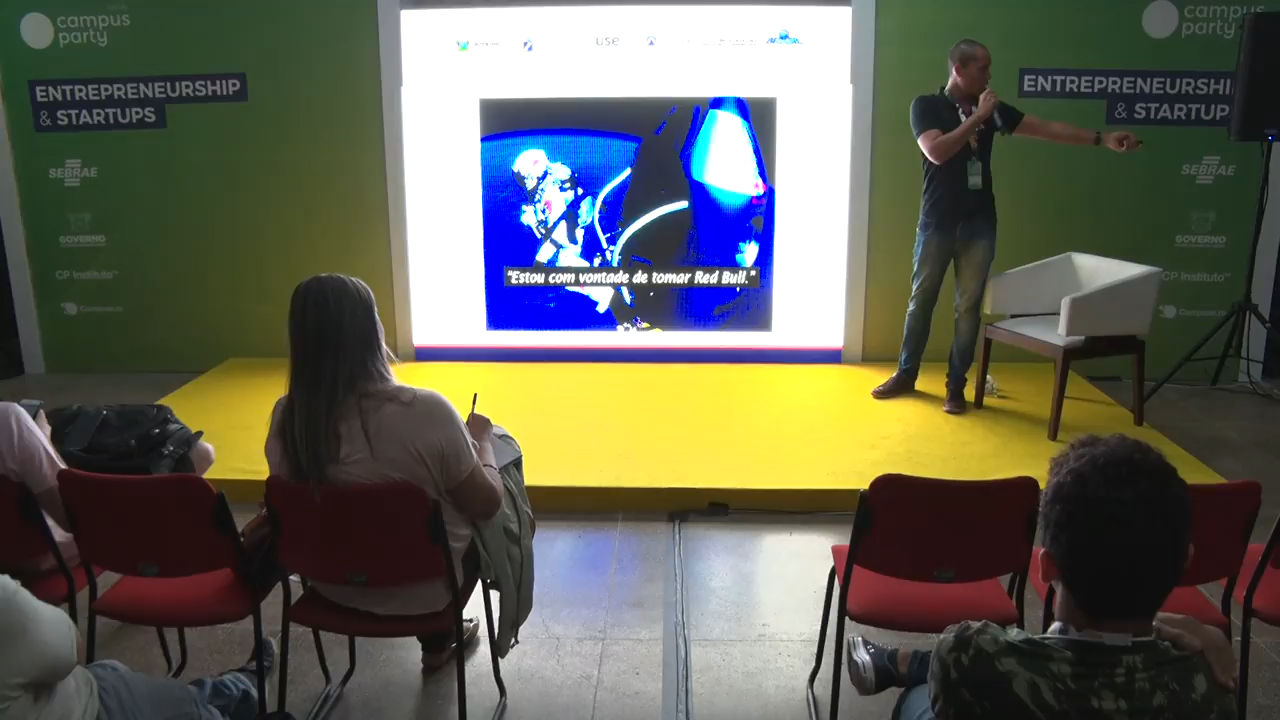 campus
party
ENTREPRENEURSHIP
& STARTUPS
SEBRAE
GOVERNO
CP Instituto
use
"Estou com vontade de tomar Red Bull."
campus
party
ENTREPRENEURSHI
& STARTUPS
SEBRAE
GOVERNO
CP Instituto